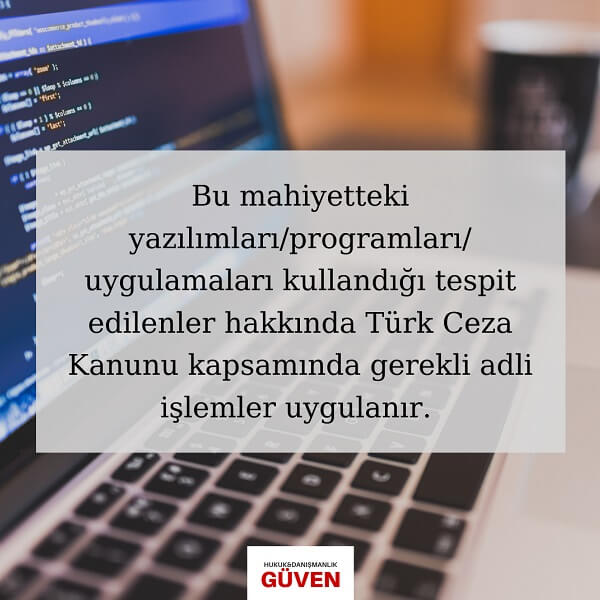 Bu mahiyetteki
yazılımları/programları/
uygulamaları kullandığı tespit
edilenler hakkında Türk Ceza
Kanunu kapsamında gerekli adli
işlemler uygulanır.
HUKUK&DANIŞMANLIK
GÜVEN